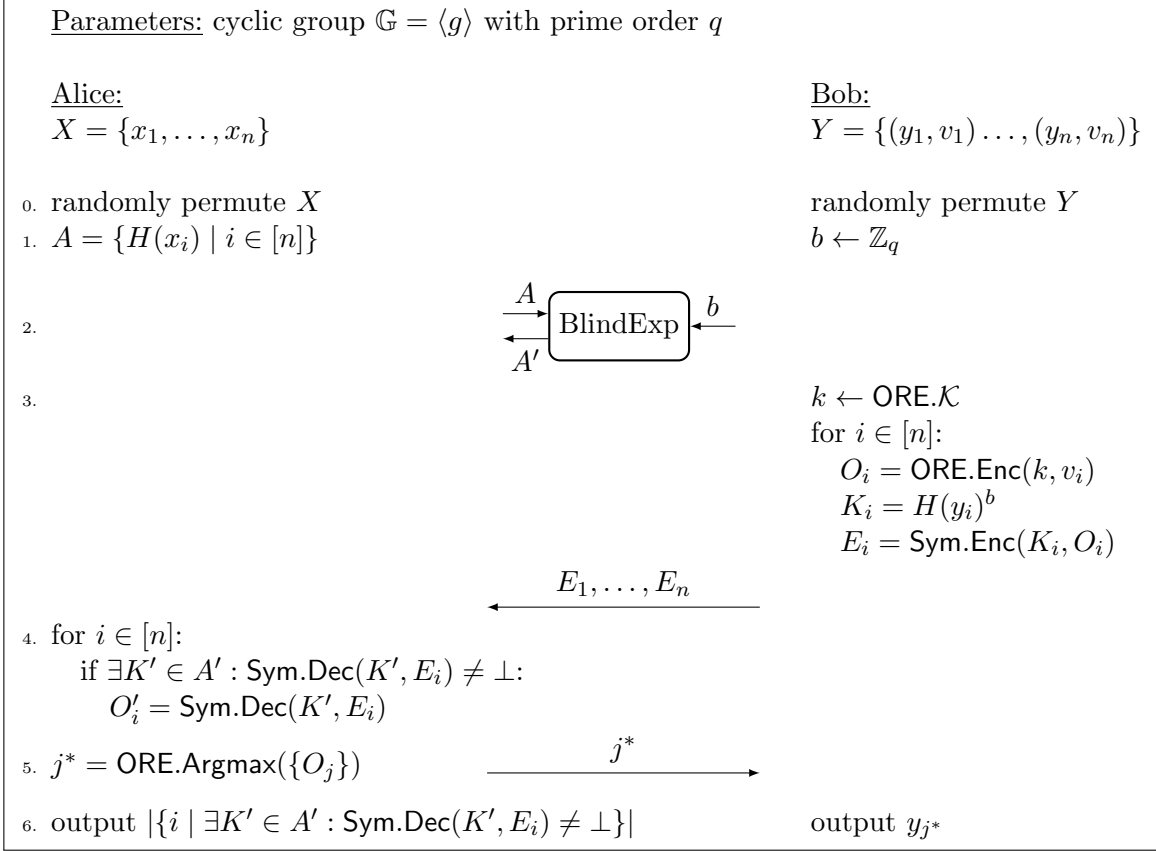 Parameters: cyclic group 𝔾 = ⟨g⟩ with prime order q
Alice: Bob:
X = {x₁, . . . , xₙ} Y = {(y₁, v₁) . . . , (yₙ, vₙ)}
0. randomly permute X randomly permute Y
1. A = {H(xᵢ) | i ∈ [n]} b ← ℤ_q
2. A BlindExp b
A′
3. k ← ORE.𝒦
for i ∈ [n]:
Oᵢ = ORE.Enc(k, vᵢ)
Kᵢ = H(yᵢ)ᵇ
Eᵢ = Sym.Enc(Kᵢ, Oᵢ)
E₁, . . . , Eₙ
4. for i ∈ [n]:
if ∃K′ ∈ A′ : Sym.Dec(K′, Eᵢ) ≠ ⊥:
O′ᵢ = Sym.Dec(K′, Eᵢ)
5. j* = ORE.Argmax({Oⱼ}) j*
6. output |{i | ∃K′ ∈ A′ : Sym.Dec(K′, Eᵢ) ≠ ⊥}| output y_{j*}